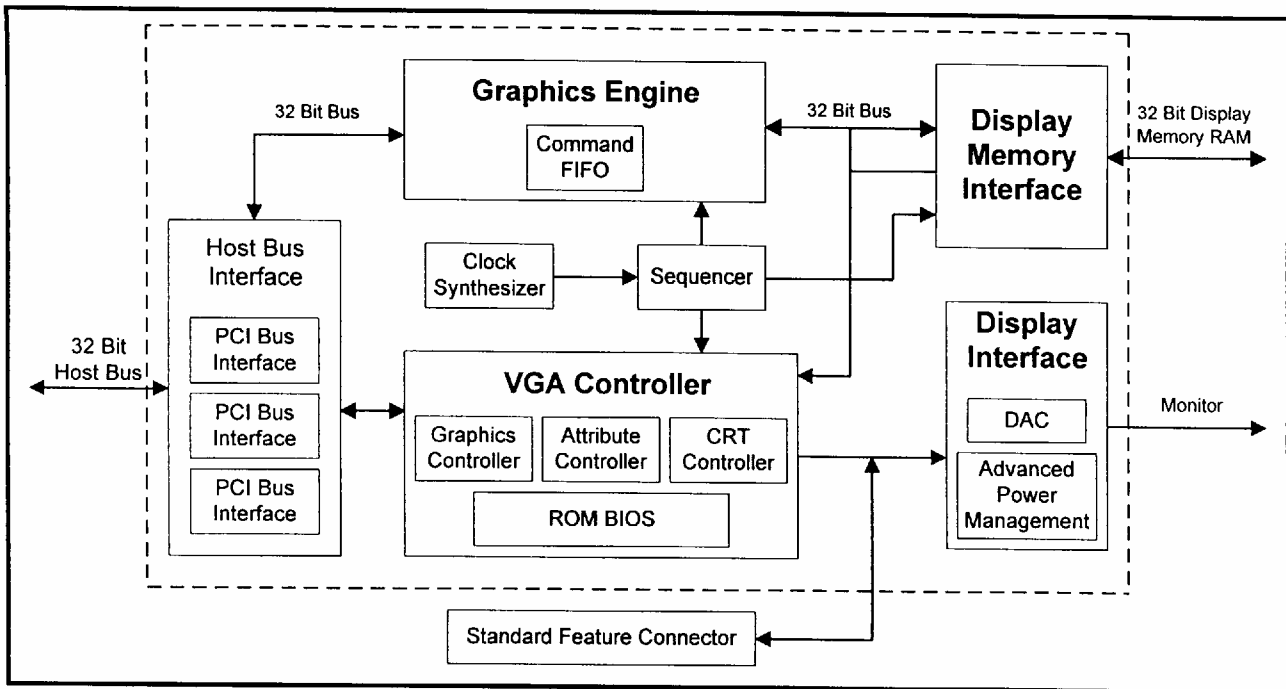 Graphics Engine
Command
FIFO
32 Bit Bus
32 Bit Bus
Display
Memory
Interface
32 Bit Display
Memory RAM
Host Bus
Interface
PCI Bus
Interface
PCI Bus
Interface
PCI Bus
Interface
32 Bit
Host Bus
Clock
Synthesizer
Sequencer
VGA Controller
Graphics
Controller
Attribute
Controller
CRT
Controller
ROM BIOS
Display
Interface
DAC
Advanced
Power
Management
Monitor
Standard Feature Connector